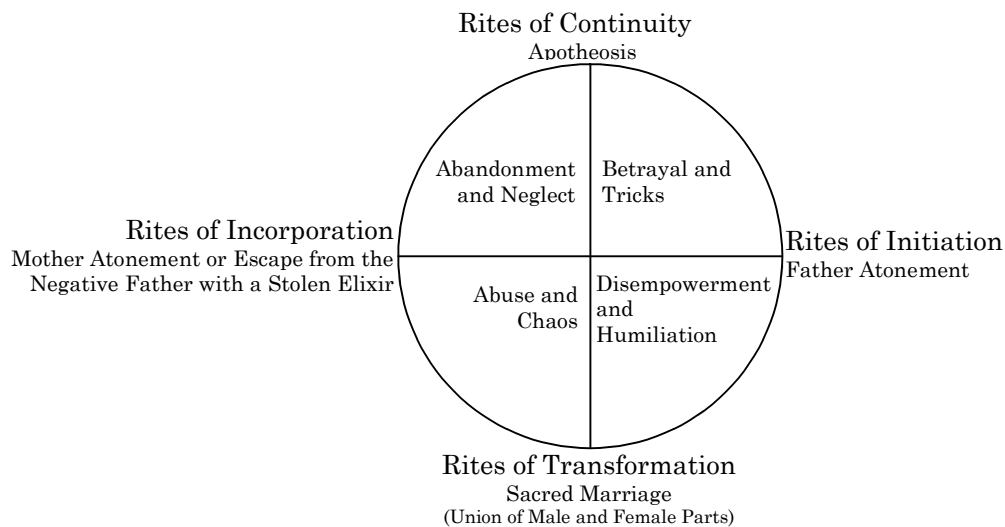 Rites of Continuity
Apotheosis
Abandonment
and Neglect
Betrayal and
Tricks
Rites of Incorporation
Mother Atonement or Escape from the
Negative Father with a Stolen Elixir
Rites of Initiation
Father Atonement
Abuse and
Chaos
Disempowerment
and
Humiliation
Rites of Transformation
Sacred Marriage
(Union of Male and Female Parts)